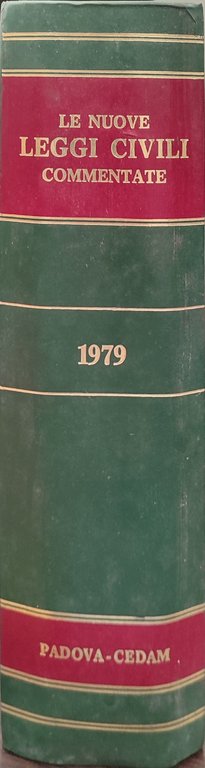 LE NUOVE
LEGGI CIVILI
COMMENTATE
1979
PADOVA-CEDAM